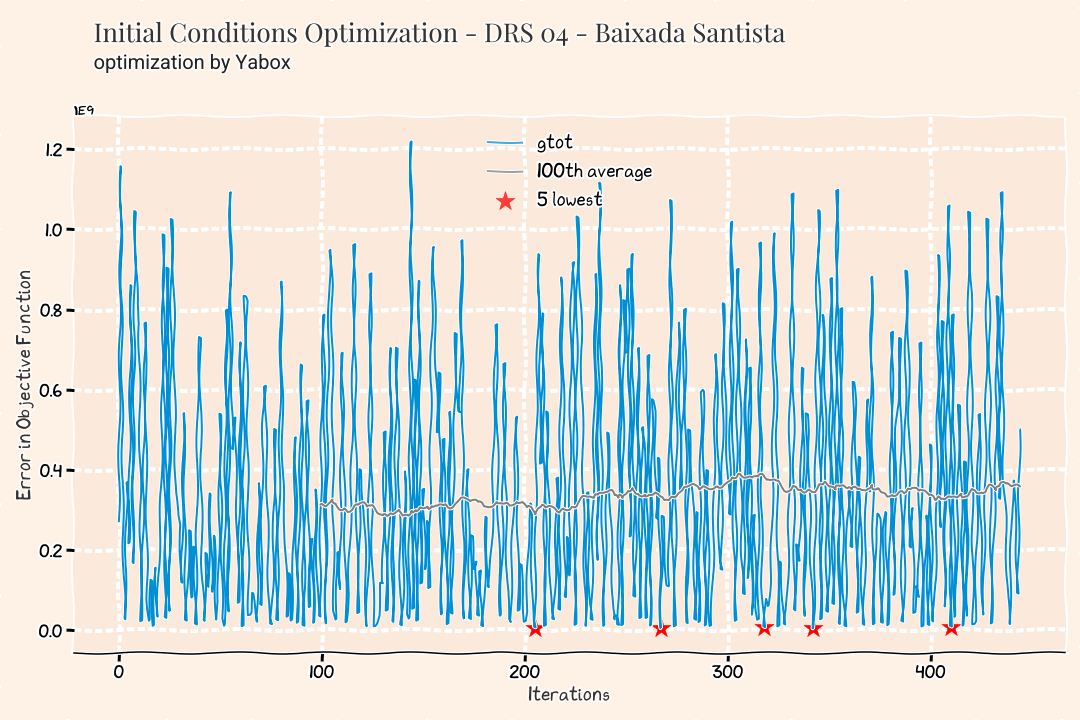 Initial Conditions Optimization - DRS 04 - Baixada Santista
optimization by Yabox
1E9
gtot
100th average
5 lowest
1.2
1.0
0.8
0.6
0.4
0.2
0.0
Error in Objective Function
0 100 200 300 400
Iterations